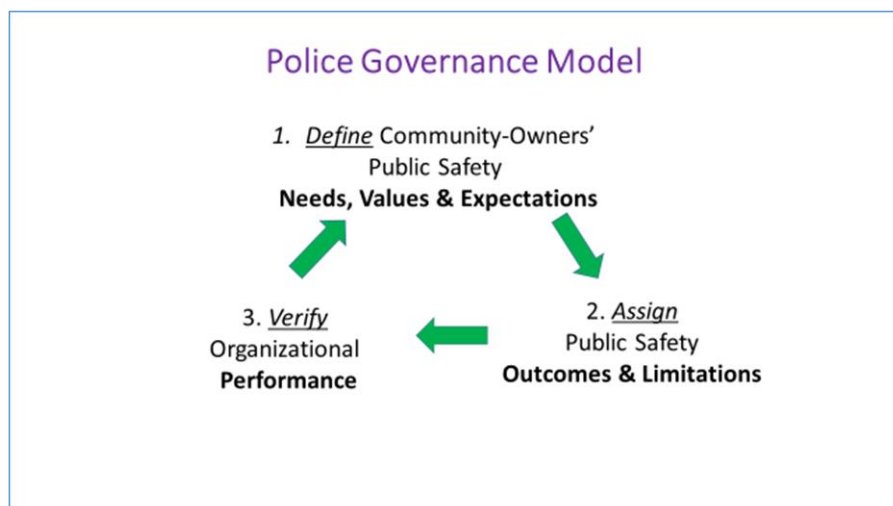 Police Governance Model
1. Define Community-Owners'
Public Safety
Needs, Values & Expectations
2. Assign
Public Safety
Outcomes & Limitations
3. Verify
Organizational
Performance